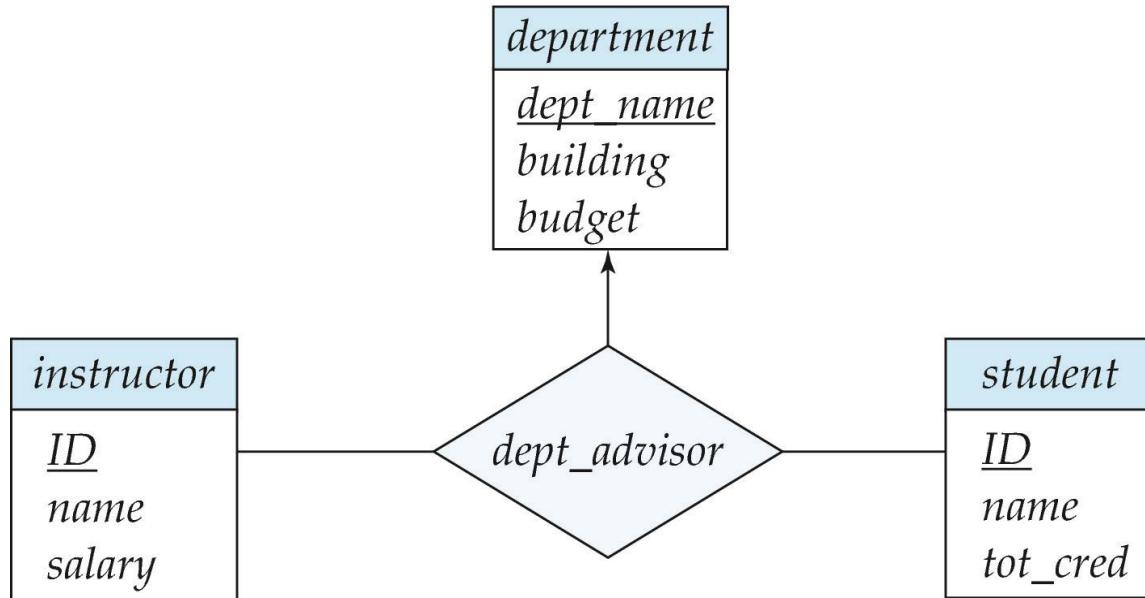 department
dept_name
building
budget
instructor
ID
name
salary
dept_advisor
student
ID
name
tot_cred